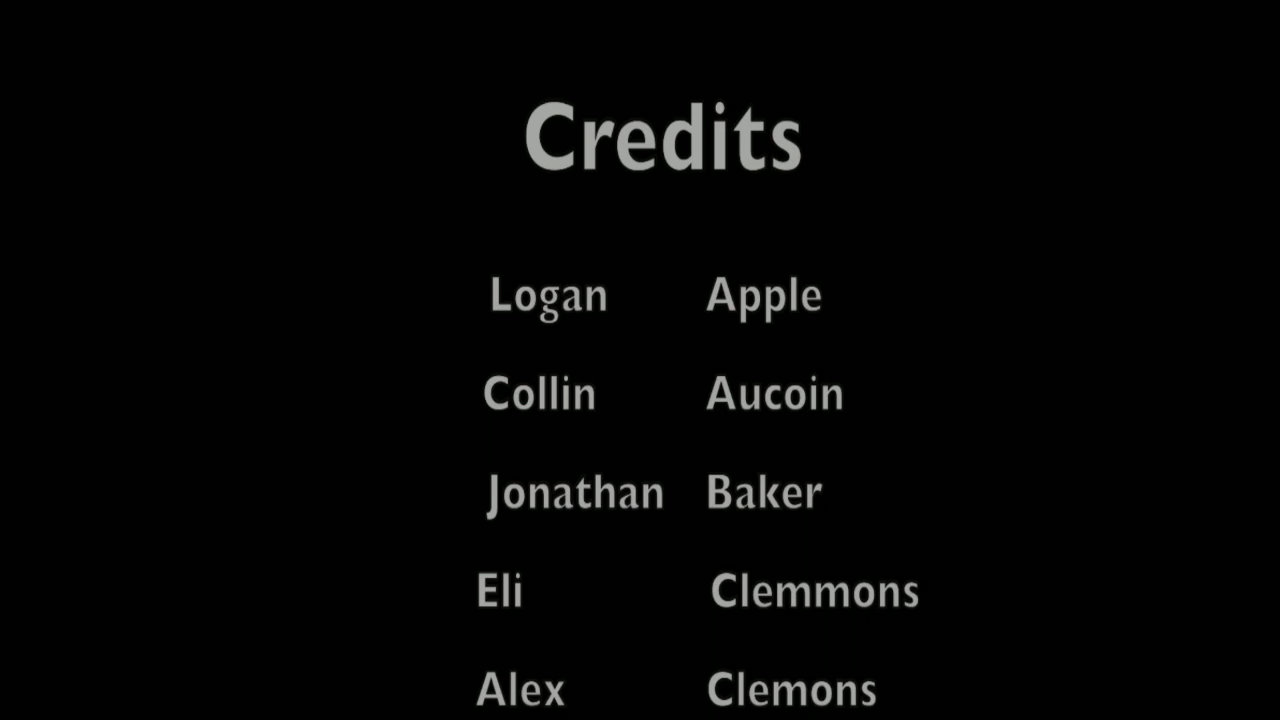 Credits
Logan Apple
Collin Aucoin
Jonathan Baker
Eli Clemmons
Alex Clemons